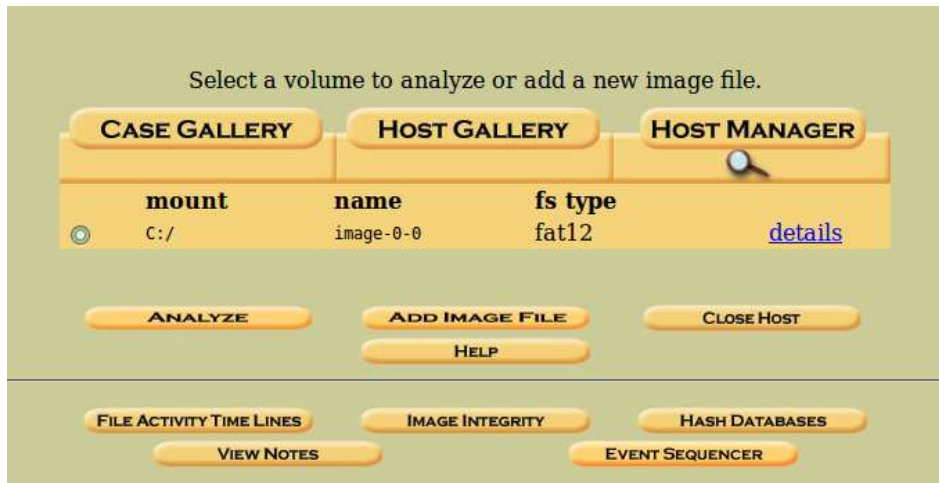 Select a volume to analyze or add a new image file.
CASE GALLERY HOST GALLERY HOST MANAGER
mount name fs type
C:/ image-0-0 fat12 details
ANALYZE ADD IMAGE FILE CLOSE HOST
HELP
FILE ACTIVITY TIME LINES IMAGE INTEGRITY HASH DATABASES
VIEW NOTES EVENT SEQUENCER